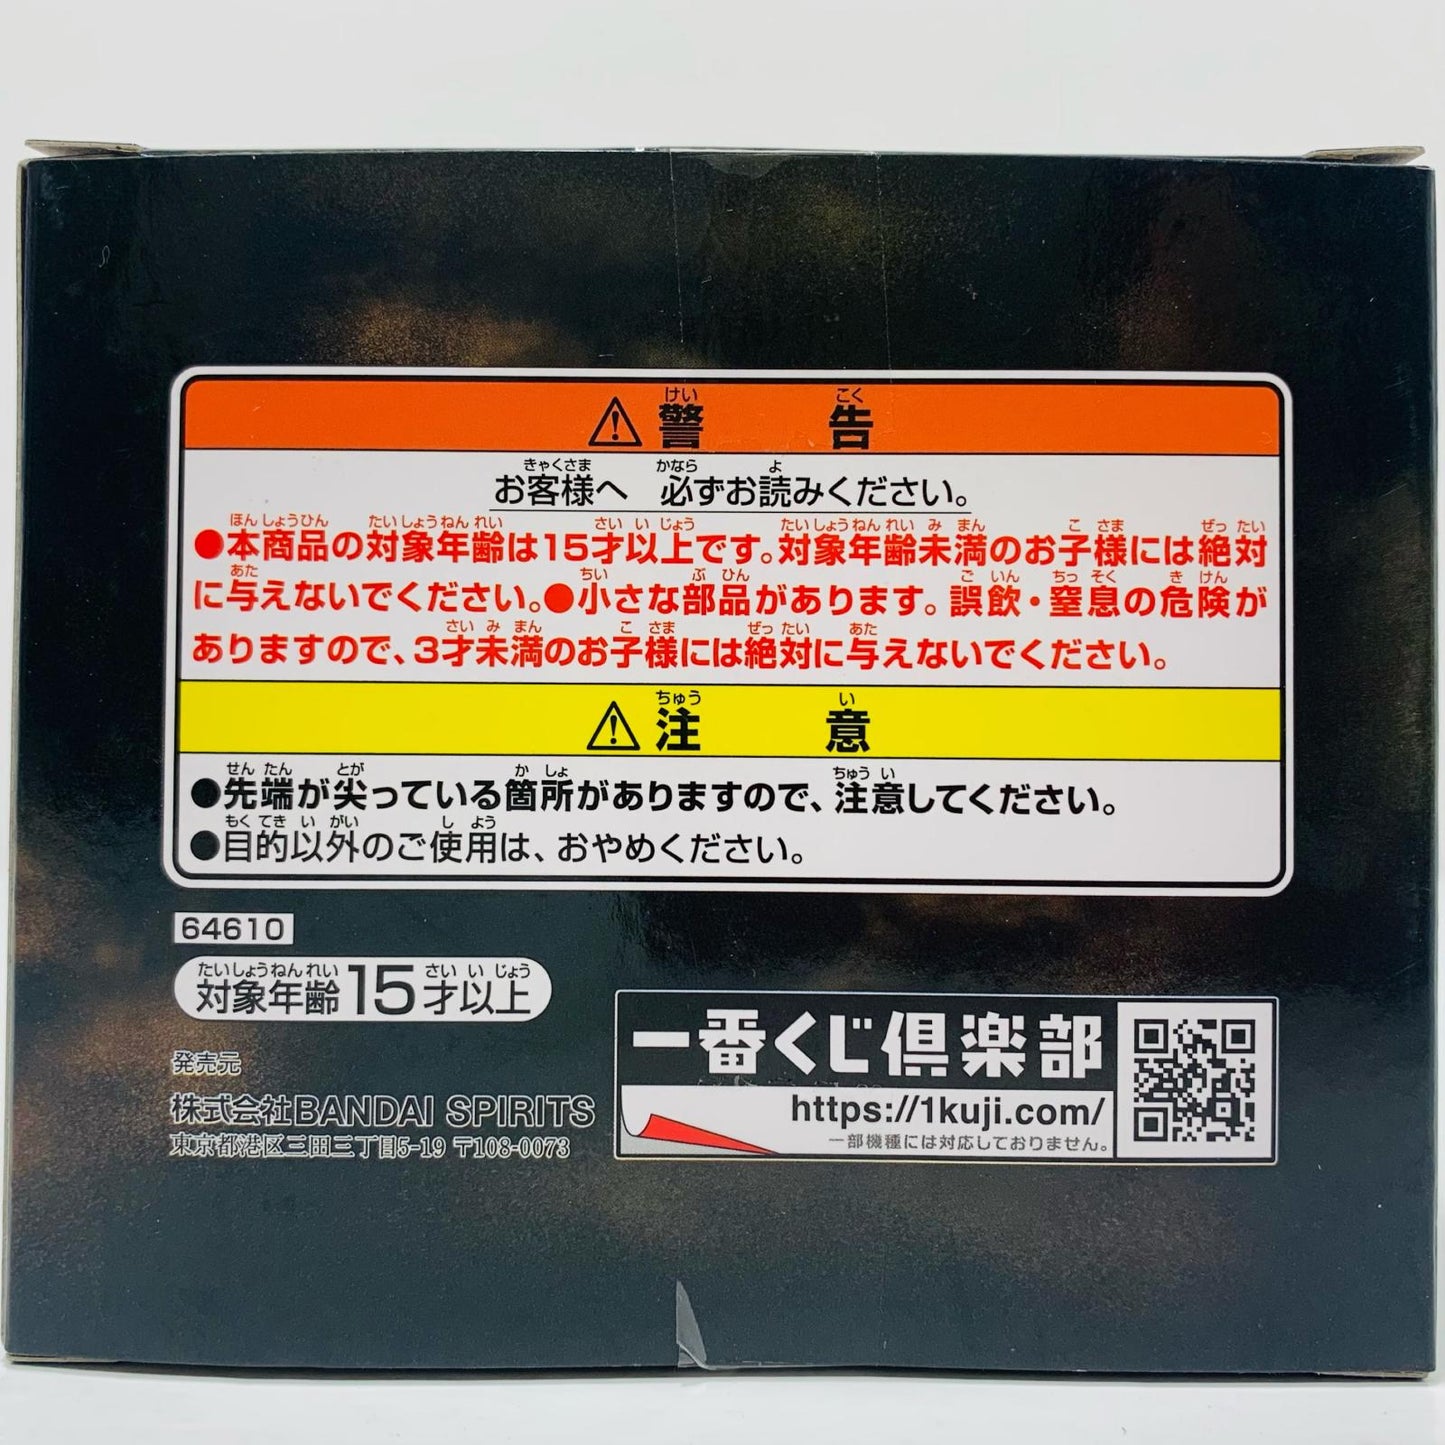 ⚠警告
お客様へ 必ずお読みください。
●本商品の対象年齢は15才以上です。対象年齢未満のお子様には絶対
に与えないでください。●小さな部品があります。誤飲・窒息の危険が
ありますので、3才未満のお子様には絶対に与えないでください。
⚠注意
●先端が尖っている箇所がありますので、注意してください。
●目的以外のご使用は、おやめください。
64610
対象年齢15才以上
発売元
株式会社BANDAI SPIRITS
東京都港区三田三丁目5-19 〒108-0073
一番くじ倶楽部
https://1kuji.com/
一部機種には対応しておりません。